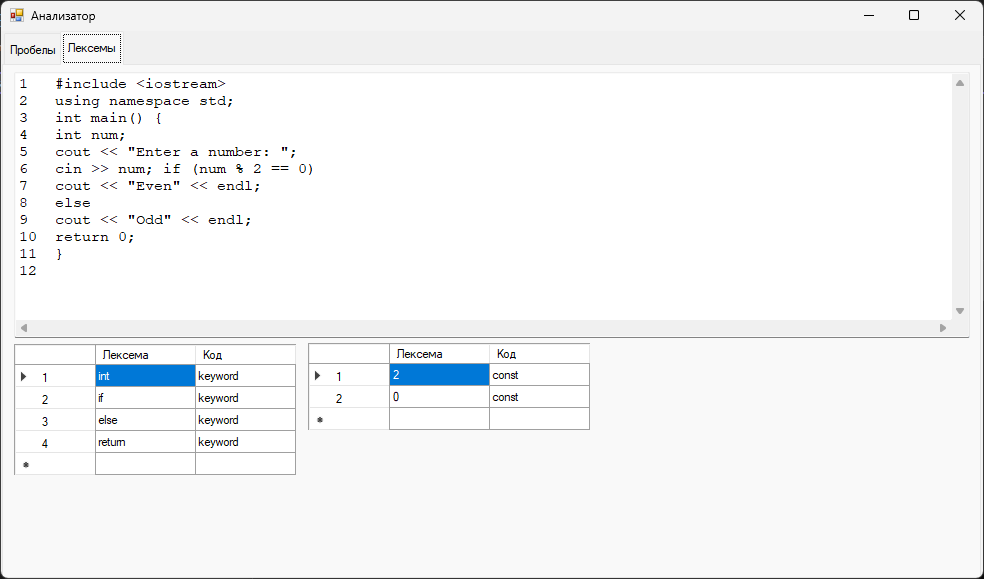 Анализатор
Пробелы Лексемы
1 #include <iostream>
2 using namespace std;
3 int main() {
4 int num;
5 cout << "Enter a number: ";
6 cin >> num; if (num % 2 == 0)
7 cout << "Even" << endl;
8 else
9 cout << "Odd" << endl;
10 return 0;
11 }
12
Лексема Код
1 int keyword
2 if keyword
3 else keyword
4 return keyword
Лексема Код
1 2 const
2 0 const